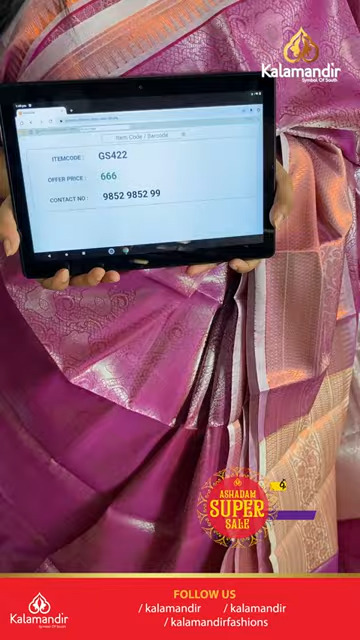 Kalamandir
Symbol Of South
Item Code / Barcode
ITEMCODE : GS422
OFFER PRICE : 666
CONTACT NO : 9852 9852 99
ASHADAM
SUPER
SALE
Kalamandir
Symbol Of South
FOLLOW US
/ kalamandir / kalamandir
/ kalamandirfashions